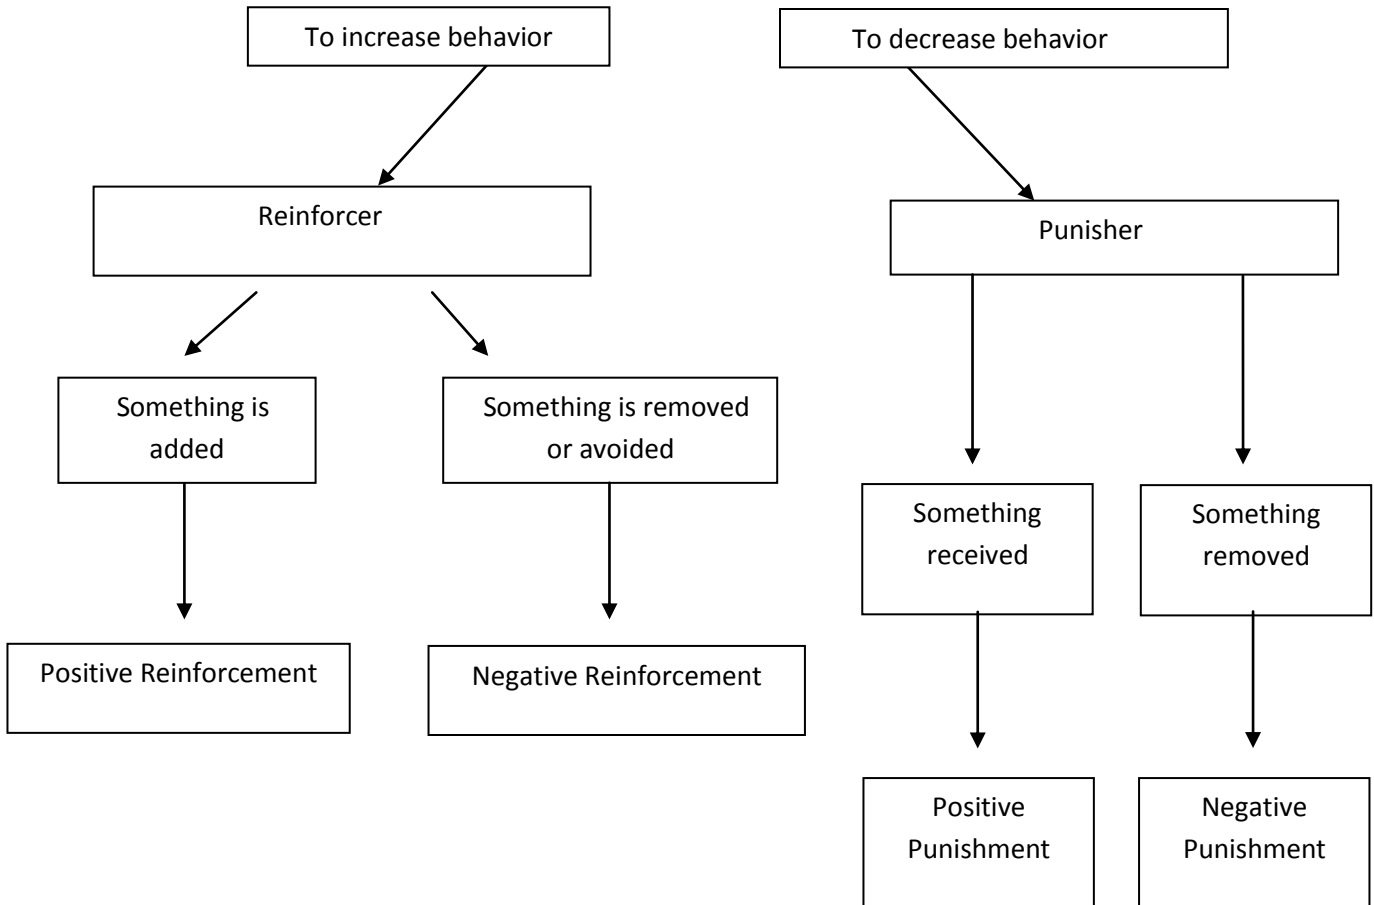 To increase behavior
To decrease behavior
Reinforcer
Punisher
Something is
added
Something is removed
or avoided
Something
received
Something
removed
Positive Reinforcement
Negative Reinforcement
Positive
Punishment
Negative
Punishment